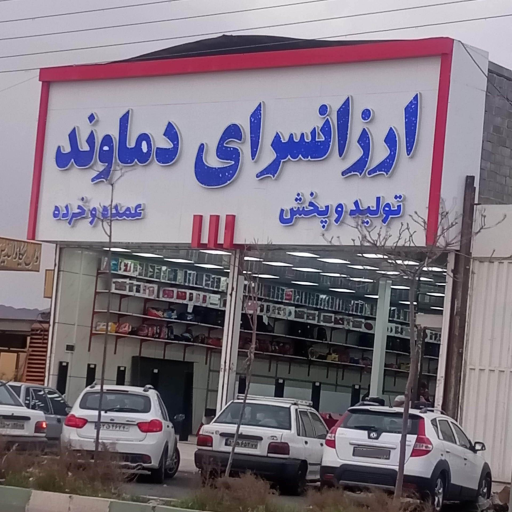 ارزانسرای دماوند
تولید و پخش
عمده و خرده